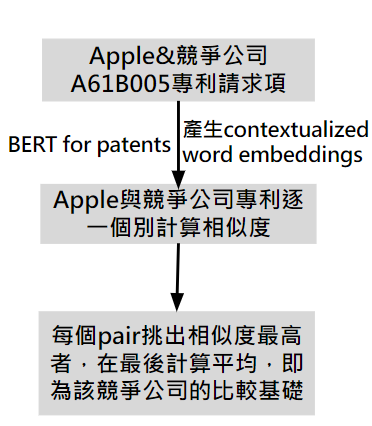 Apple&競爭公司
A61B005專利請求項
BERT for patents
產生contextualized
word embeddings
Apple與競爭公司專利逐
一個別計算相似度
每個pair挑出相似度最高
者，在最後計算平均，即
為該競爭公司的比較基礎